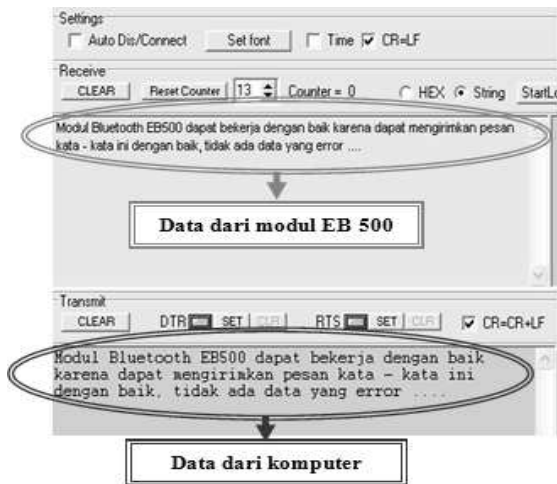 Settings
Auto Dis/Connect Set font Time CR=LF
Receive
CLEAR Reset Counter 13 Counter = 0 HEX String StartLo
Modul Bluetooth EB500 dapat bekerja dengan baik karena dapat mengirimkan pesan
kata - kata ini dengan baik, tidak ada data yang error ....
Data dari modul EB 500
Transmit
CLEAR DTR SET CLR RTS SET CLR CR=CR+LF
Modul Bluetooth EB500 dapat bekerja dengan baik
karena dapat mengirimkan pesan kata - kata ini
dengan baik, tidak ada data yang error ....
Data dari komputer